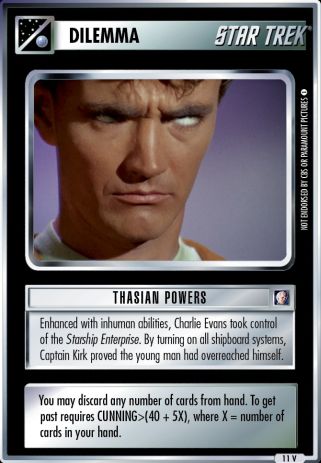 DILEMMA
STAR TREK
NOT ENDORSED BY CBS OR PARAMOUNT PICTURES
THASIAN POWERS
Enhanced with inhuman abilities, Charlie Evans took control
of the Starship Enterprise. By turning on all shipboard systems,
Captain Kirk proved the young man had overreached himself.
You may discard any number of cards from hand. To get
past requires CUNNING>(40 + 5X), where X = number of
cards in your hand.
11 V